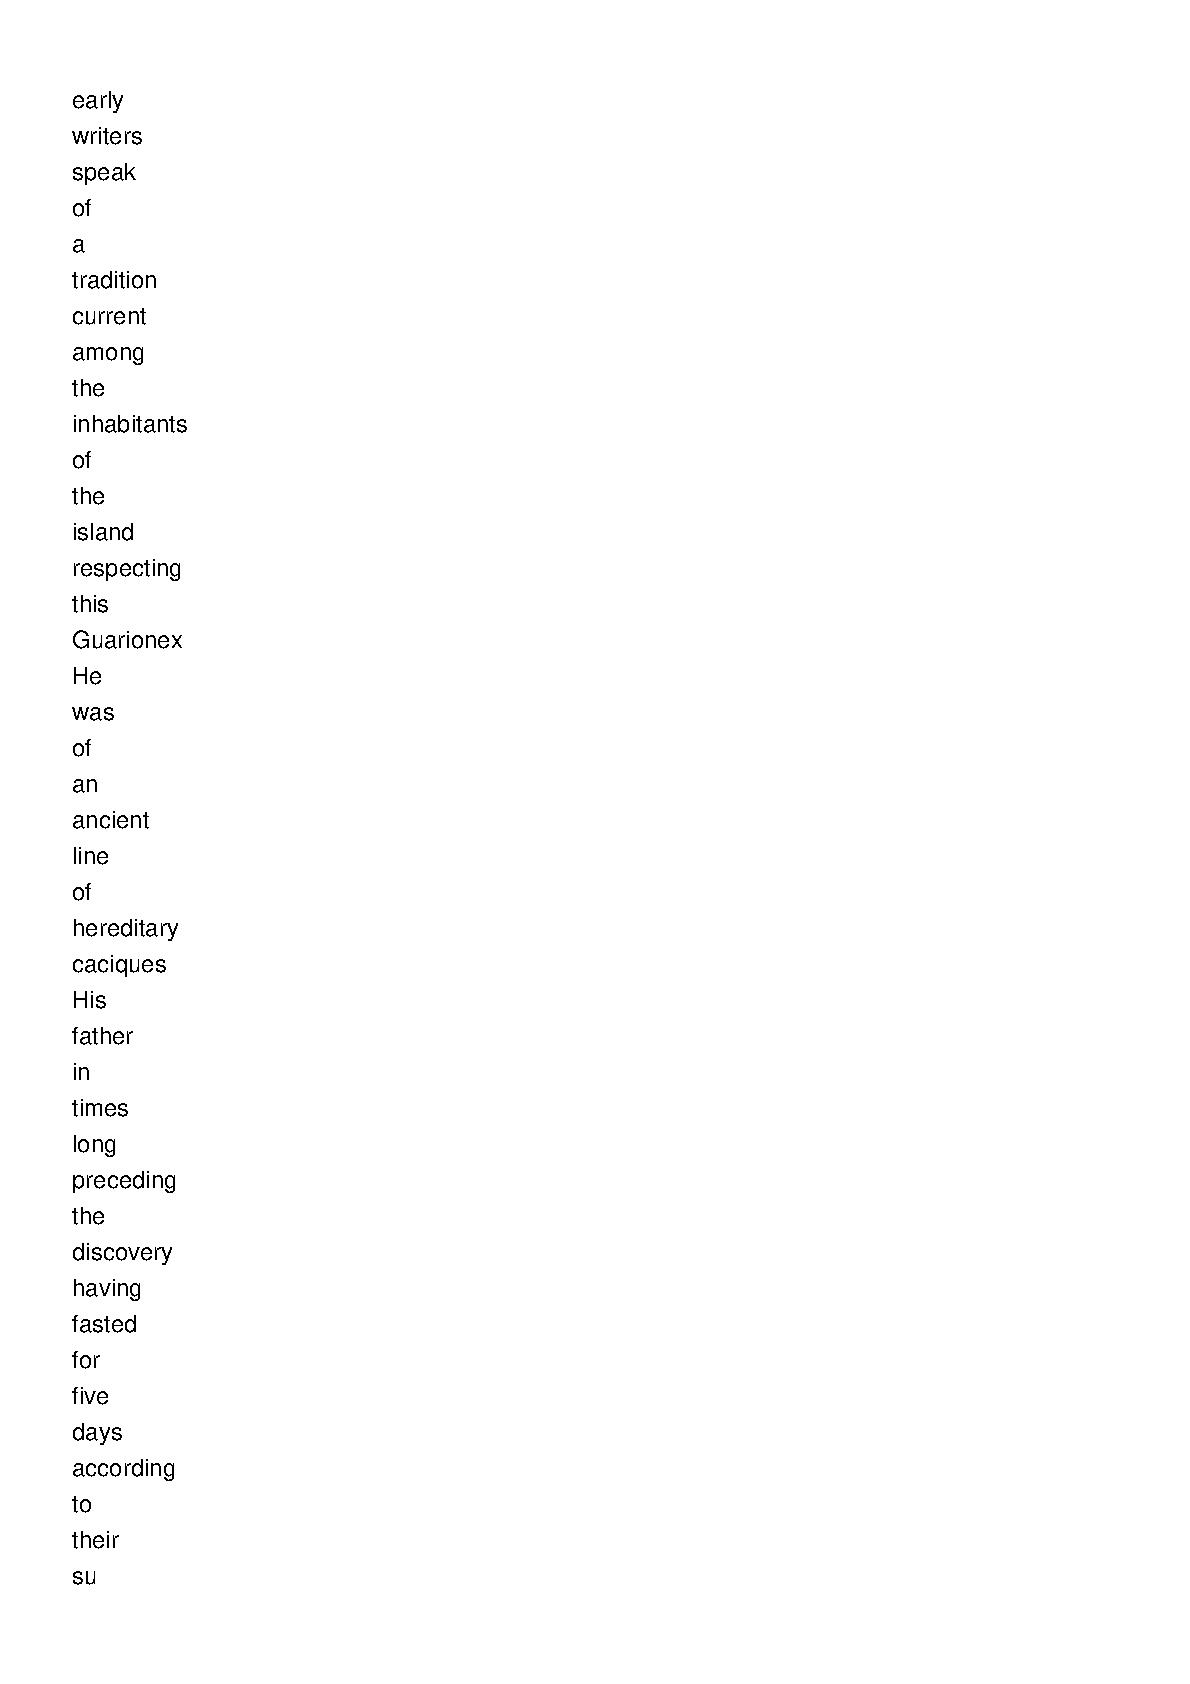 early
writers
speak
of
a
tradition
current
among
the
inhabitants
of
the
island
respecting
this
Guarionex
He
was
of
an
ancient
line
of
hereditary
caciques
His
father
in
times
long
preceding
the
discovery
having
fasted
for
five
days
according
to
their
su